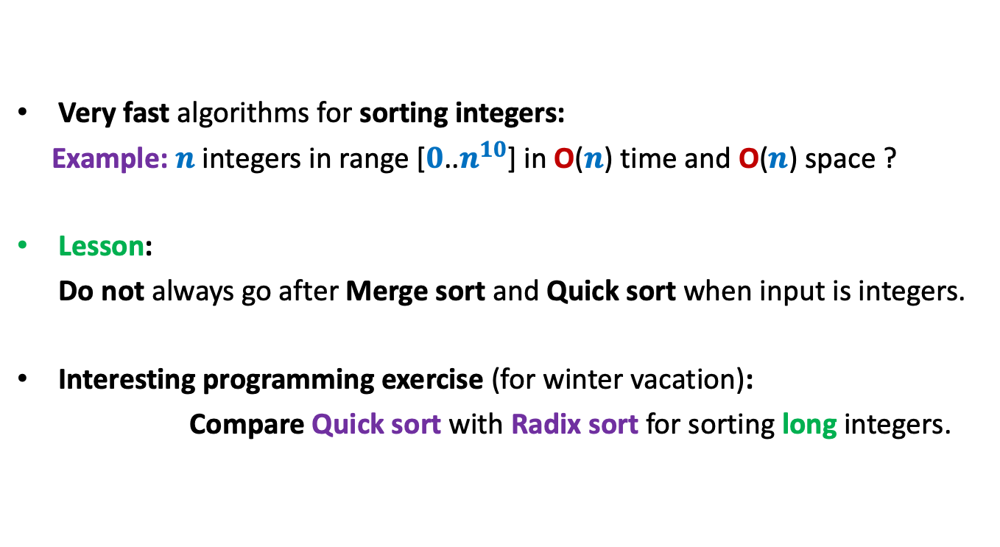 • Very fast algorithms for sorting integers:
Example: n integers in range [0..n¹⁰] in O(n) time and O(n) space ?
• Lesson:
Do not always go after Merge sort and Quick sort when input is integers.
• Interesting programming exercise (for winter vacation):
Compare Quick sort with Radix sort for sorting long integers.